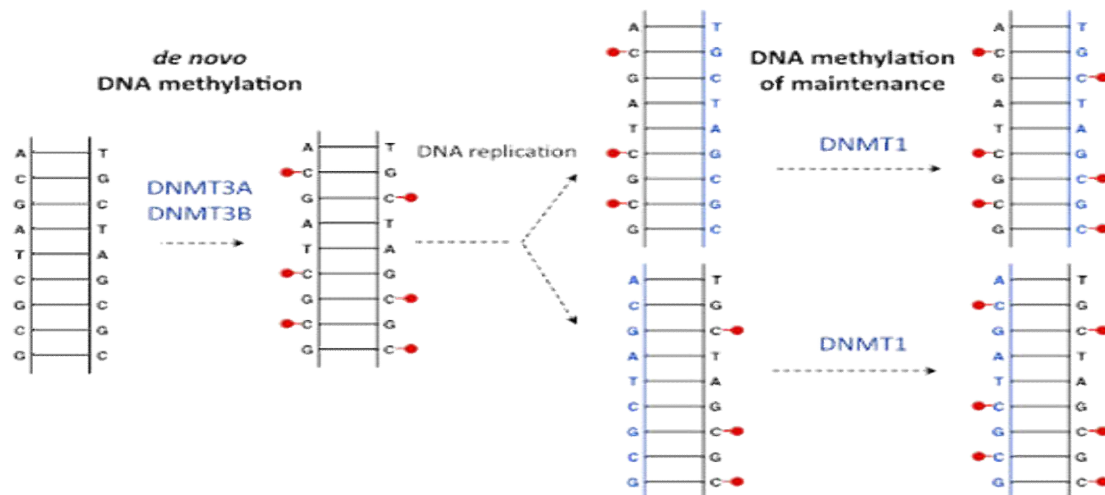 de novo
DNA methylation
A T
C G
G C
A T
T A
C G
G C
C G
G C
DNMT3A
DNMT3B
A T
C G
G C
A T
T A
C G
G C
C G
G C
DNA replication
A T
C G
G C
A T
T A
C G
G C
C G
G C
DNA methylation
of maintenance
DNMT1
A T
C G
G C
A T
T A
C G
G C
C G
G C
A T
C G
G C
A T
T A
C G
G C
C G
G C
DNMT1
A T
C G
G C
A T
T A
C G
G C
C G
G C